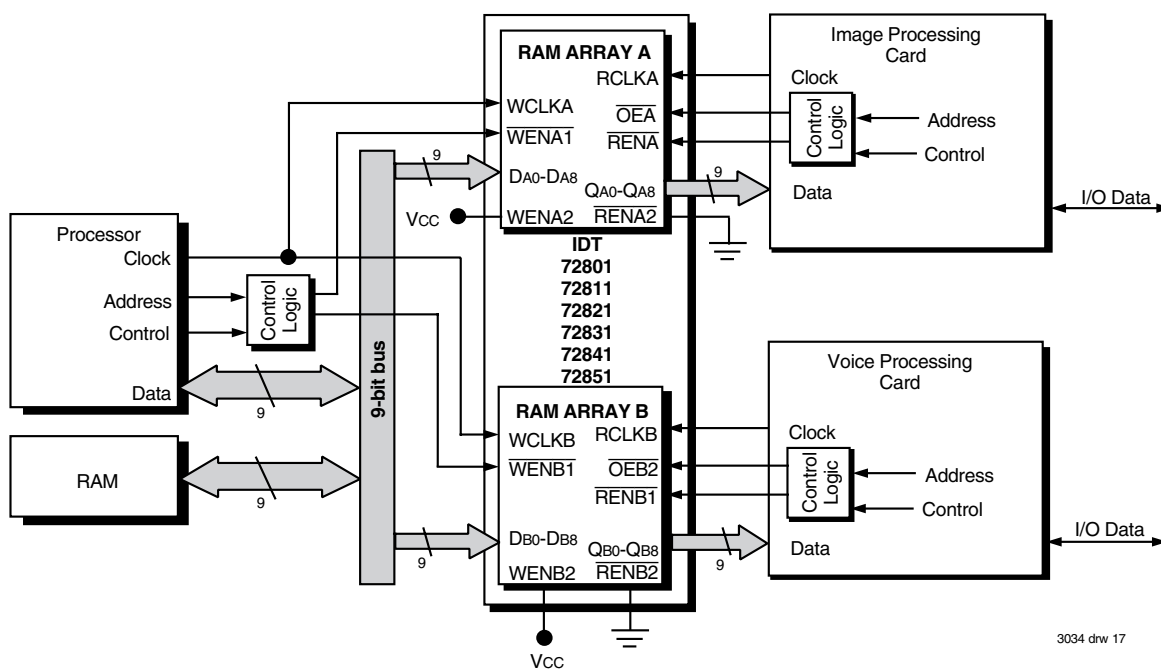 Processor
Clock
Address
Control
Data
9
Control
Logic
RAM
9
9-bit bus
9
9
VCC
RAM ARRAY A
RCLKA
WCLKA
OEA
WENA1
RENA
DA0-DA8
QA0-QA8
WENA2
RENA2
9
IDT
72801
72811
72821
72831
72841
72851
RAM ARRAY B
RCLKB
WCLKB
OEB2
WENB1
RENB1
DB0-DB8
QB0-QB8
WENB2
RENB2
9
VCC
Image Processing
Card
Clock
Control
Logic
Address
Control
Data
I/O Data
Voice Processing
Card
Clock
Control
Logic
Address
Control
Data
I/O Data
3034 drw 17